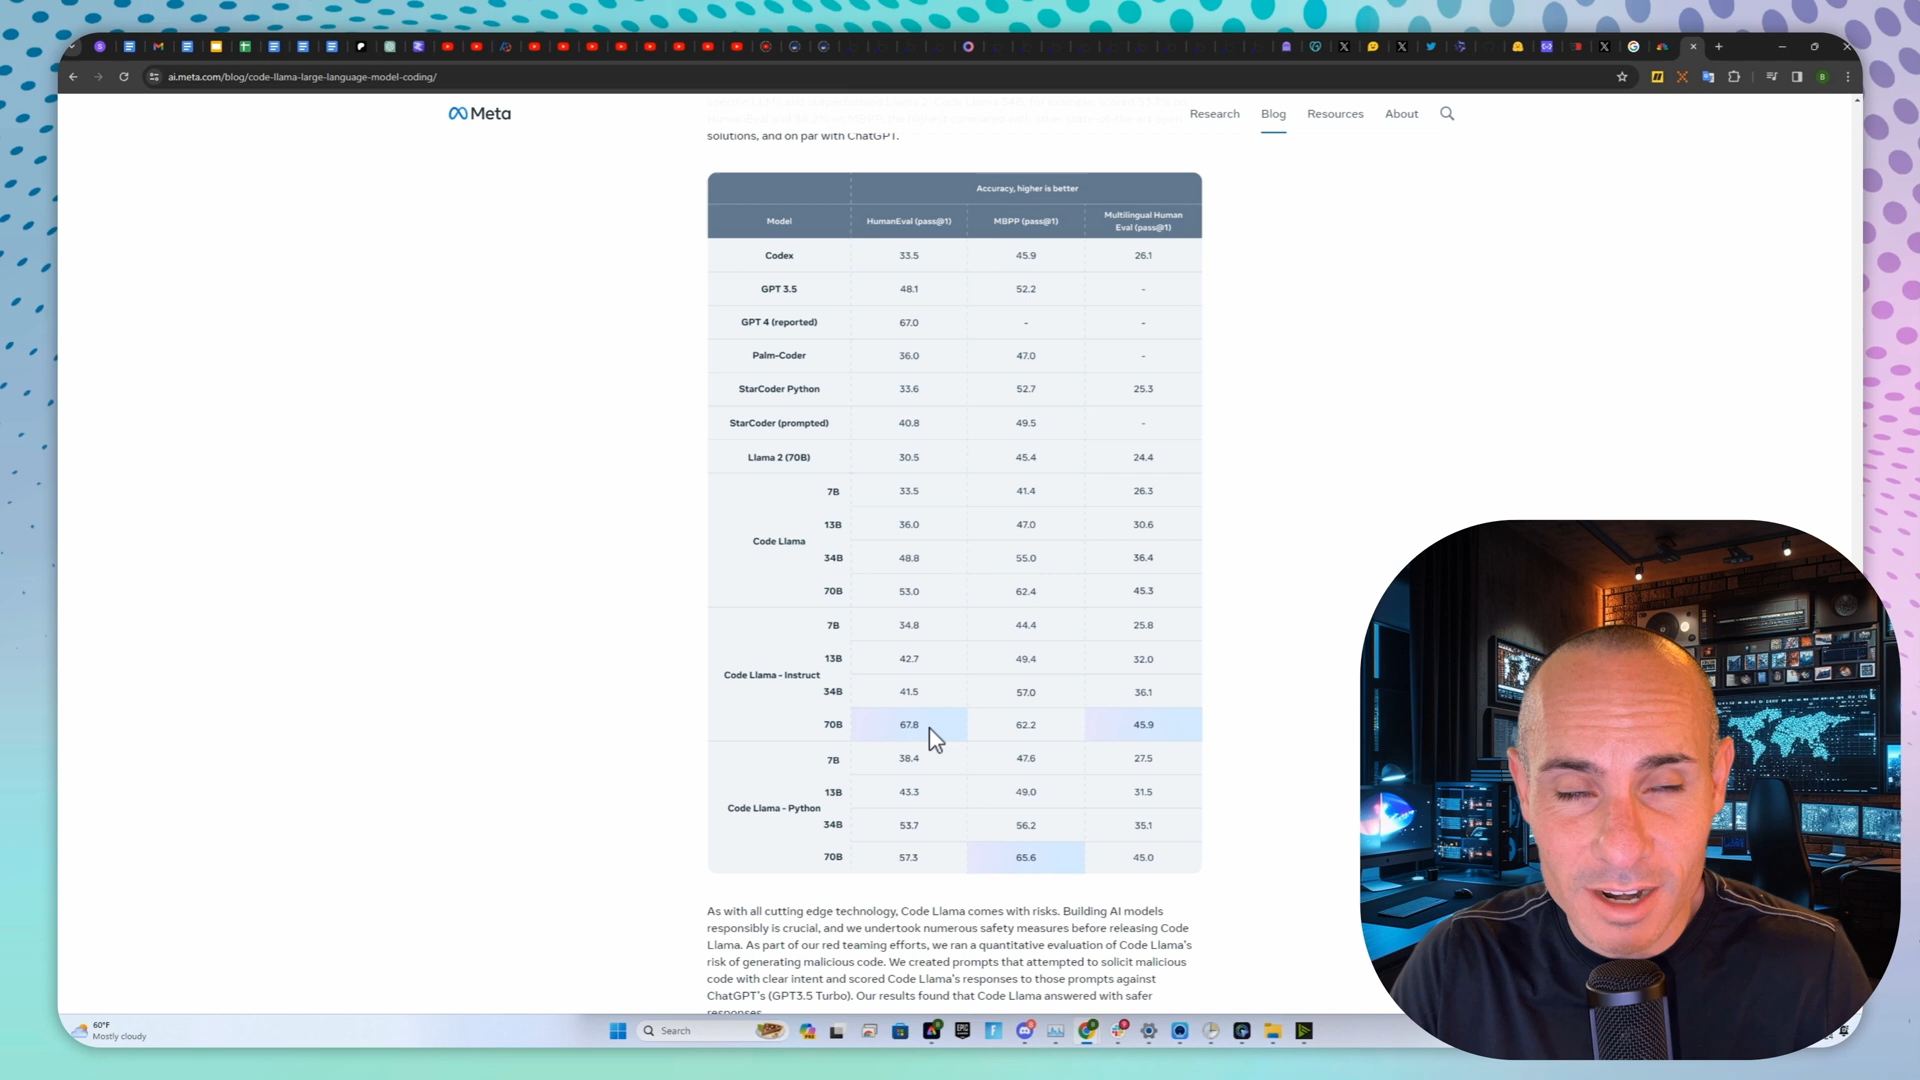 ai.meta.com/blog/code-llama-large-language-model-coding/
Meta
Research Blog Resources About
solutions, and on par with ChatGPT.
Accuracy, higher is better
Model HumanEval (pass@1) MBPP (pass@1) Multilingual Human
Eval (pass@1)
Codex 33.5 45.9 26.1
GPT 3.5 48.1 52.2 -
GPT 4 (reported) 67.0 - -
Palm-Coder 36.0 47.0 -
StarCoder Python 33.6 52.7 25.3
StarCoder (prompted) 40.8 49.5 -
Llama 2 (70B) 30.5 45.4 24.4
7B 33.5 41.4 26.3
13B 36.0 47.0 30.6
Code Llama
34B 48.8 55.0 36.4
70B 53.0 62.4 45.3
7B 34.8 44.4 25.8
13B 42.7 49.4 32.0
Code Llama - Instruct
34B 41.5 57.0 36.1
70B 67.8 62.2 45.9
7B 38.4 47.6 27.5
13B 43.3 49.0 31.5
Code Llama - Python
34B 53.7 56.2 35.1
70B 57.3 65.6 45.0
As with all cutting edge technology, Code Llama comes with risks. Building AI models
responsibly is crucial, and we undertook numerous safety measures before releasing Code
Llama. As part of our red teaming efforts, we ran a quantitative evaluation of Code Llama's
risk of generating malicious code. We created prompts that attempted to solicit malicious
code with clear intent and scored Code Llama's responses to those prompts against
ChatGPT's (GPT3.5 Turbo). Our results found that Code Llama answered with safer
responses.
60°F
Mostly cloudy
Search